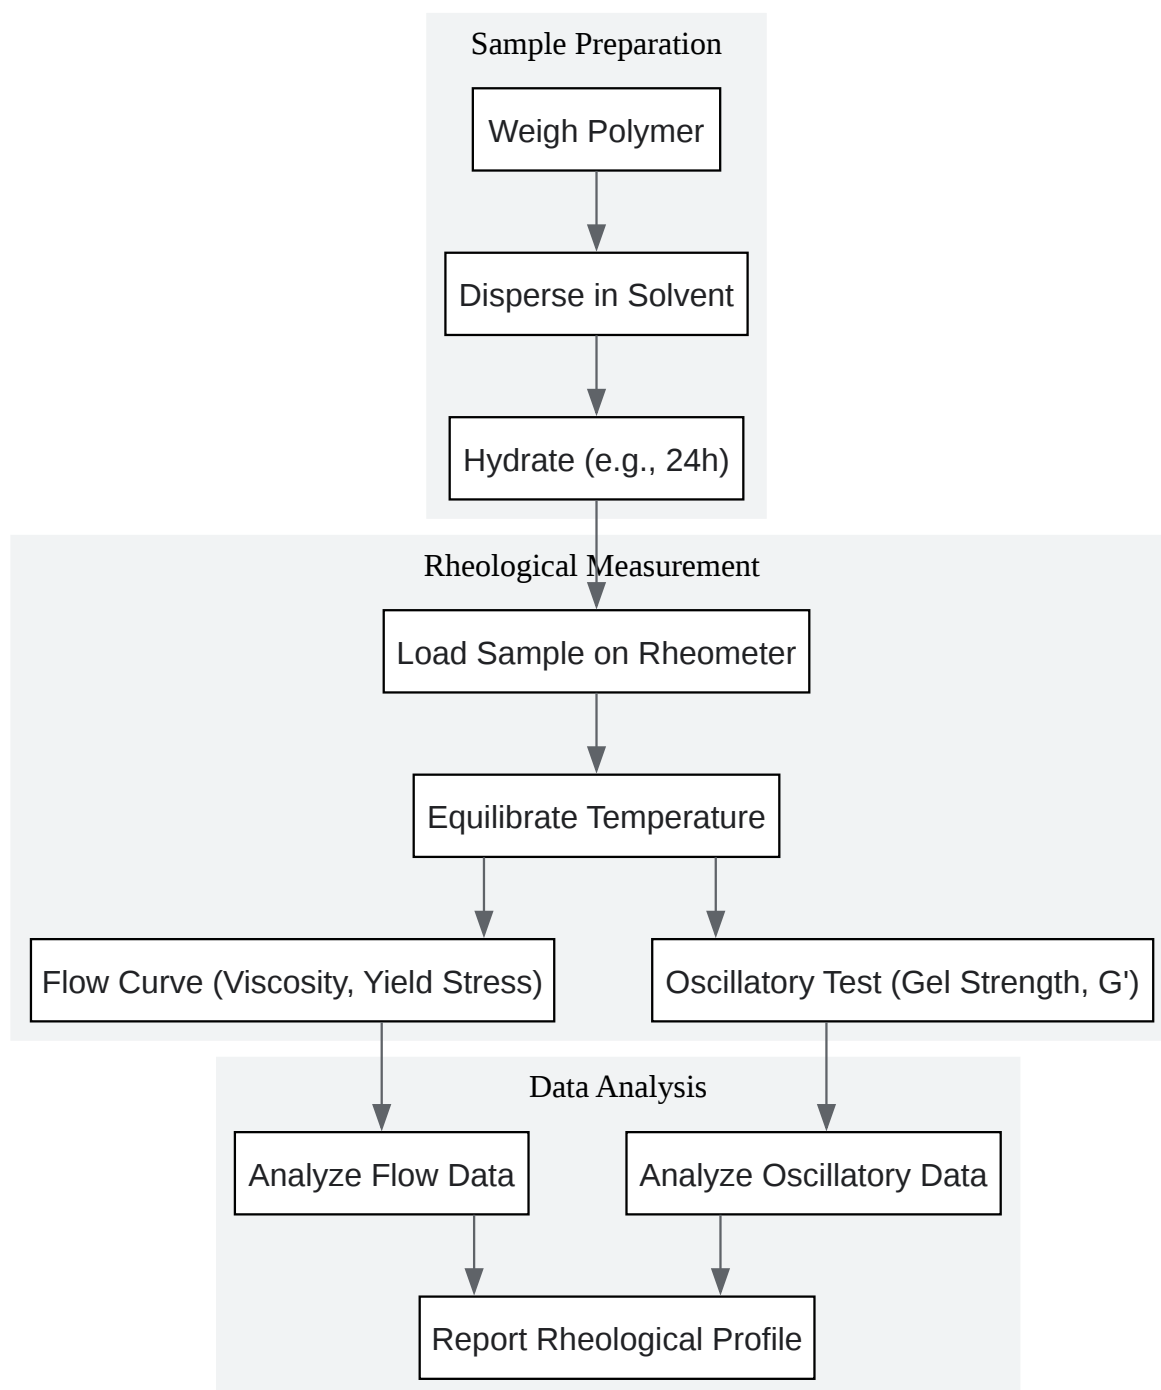 Sample Preparation
Weigh Polymer
Disperse in Solvent
Hydrate (e.g., 24h)
Rheological Measurement
Load Sample on Rheometer
Equilibrate Temperature
Flow Curve (Viscosity, Yield Stress)
Oscillatory Test (Gel Strength, G')
Data Analysis
Analyze Flow Data
Analyze Oscillatory Data
Report Rheological Profile